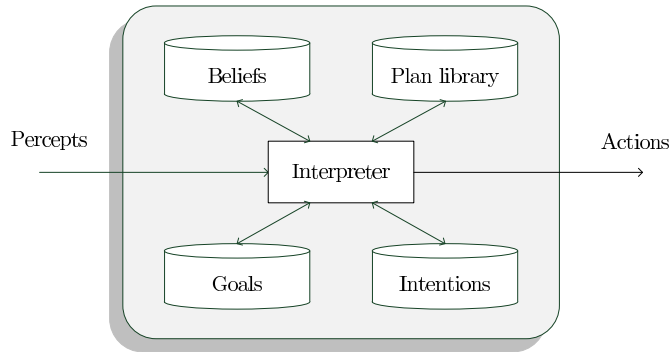 Beliefs
Plan library
Percepts
Interpreter
Actions
Goals
Intentions